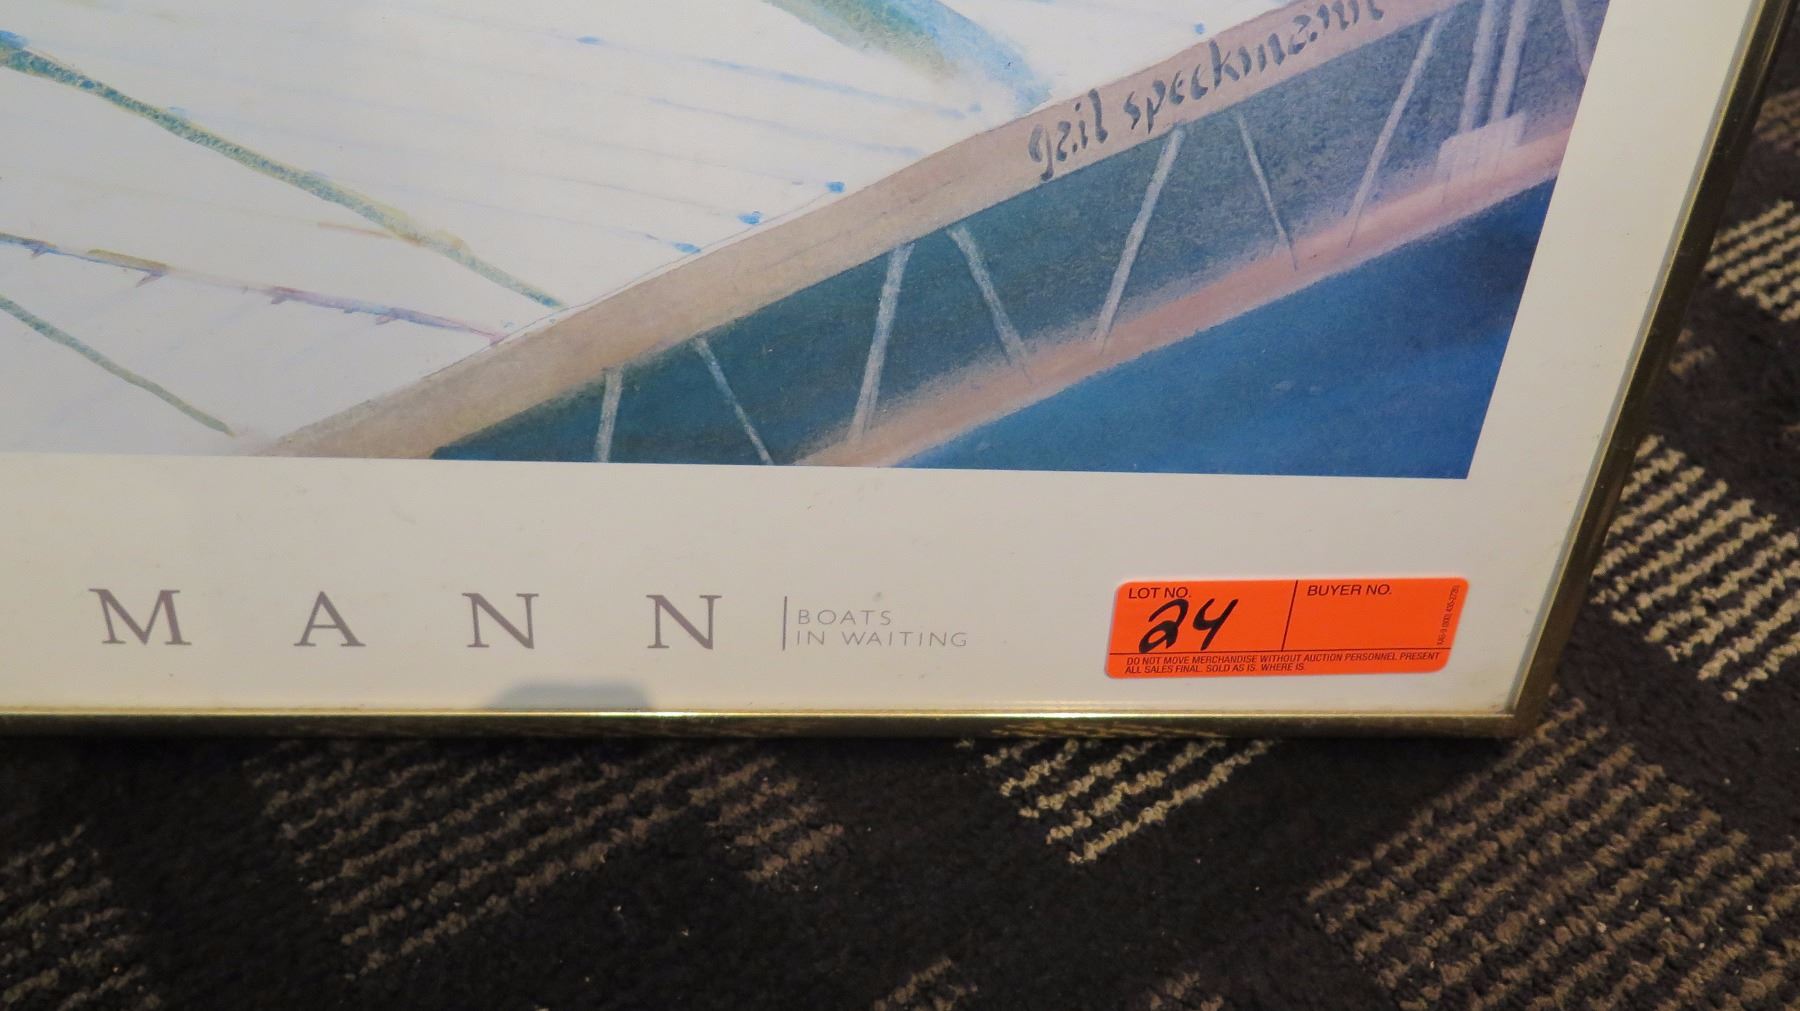 gail speckmann
MANN
BOATS
IN WAITING
LOT NO.
24
BUYER NO.
DO NOT MOVE MERCHANDISE WITHOUT AUCTION PERSONNEL PRESENT
ALL SALES FINAL. SOLD AS IS. WHERE IS.